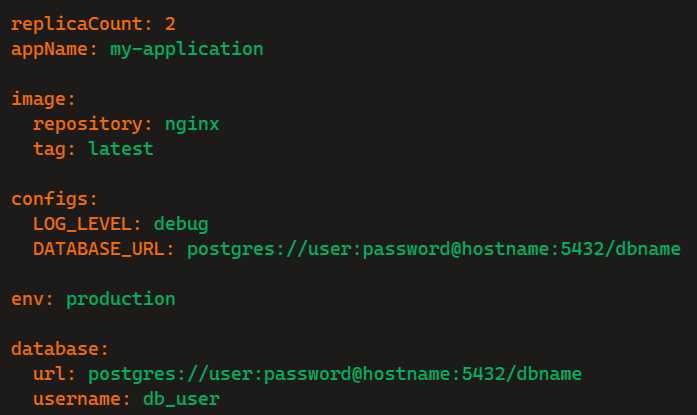 replicaCount: 2
appName: my-application
image:
  repository: nginx
  tag: latest
configs:
  LOG_LEVEL: debug
  DATABASE_URL: postgres://user:password@hostname:5432/dbname
env: production
database:
  url: postgres://user:password@hostname:5432/dbname
  username: db_user